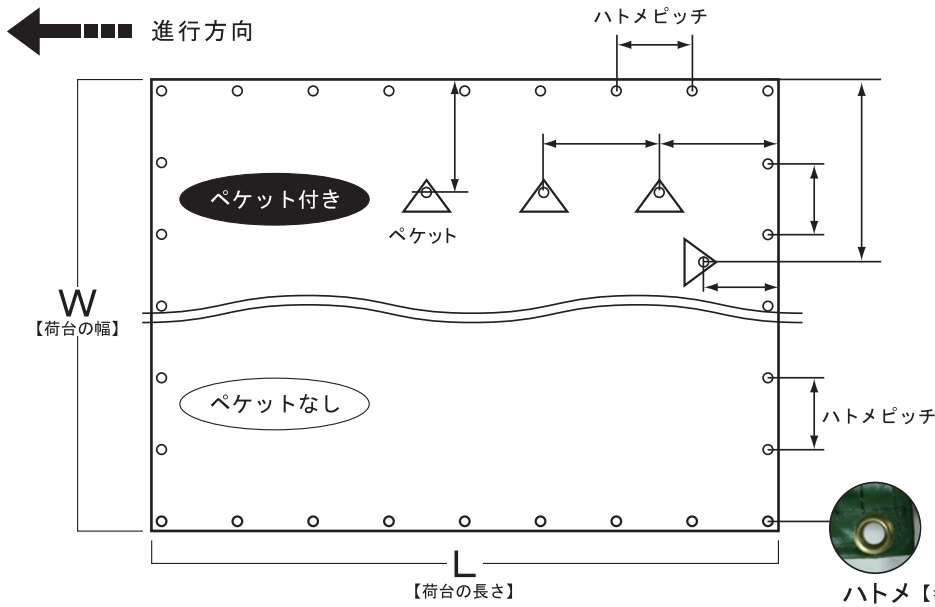 進行方向
ハトメピッチ
ペケット付き
ペケット
W
【荷台の幅】
ペケットなし
ハトメピッチ
L
【荷台の長さ】
ハトメ【